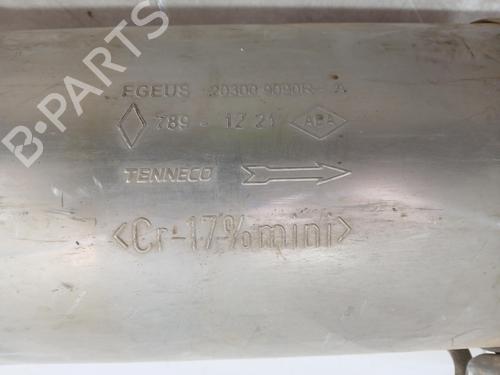 B-PARTS
EGEUS 20300 9090R- A
789 - 12 21 ABA
TENNECO
<Cr-17%mini>